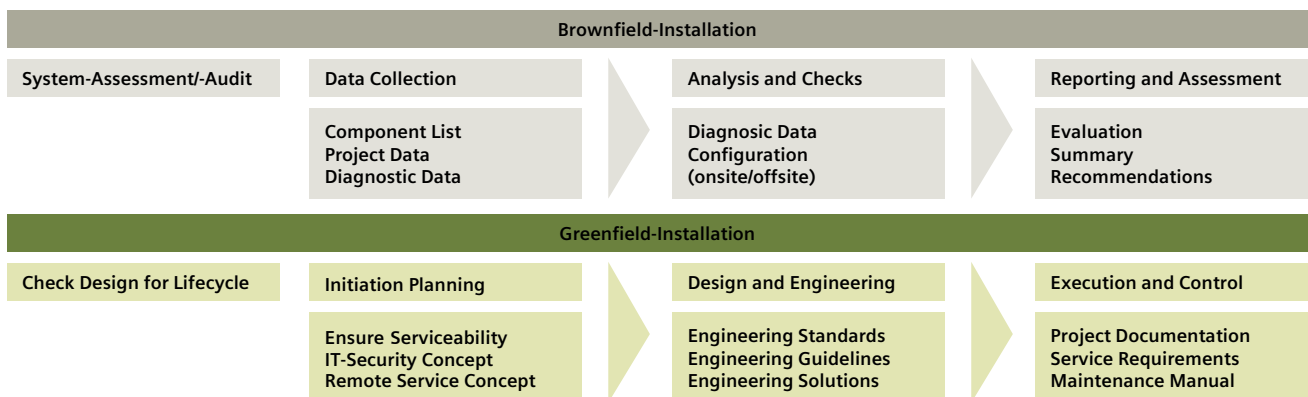 Brownfield-Installation
System-Assessment/-Audit
Data Collection
Analysis and Checks
Reporting and Assessment
Component List
Project Data
Diagnostic Data
Diagnosic Data
Configuration
(onsite/offsite)
Evaluation
Summary
Recommendations
Greenfield-Installation
Check Design for Lifecycle
Initiation Planning
Design and Engineering
Execution and Control
Ensure Serviceability
IT-Security Concept
Remote Service Concept
Engineering Standards
Engineering Guidelines
Engineering Solutions
Project Documentation
Service Requirements
Maintenance Manual